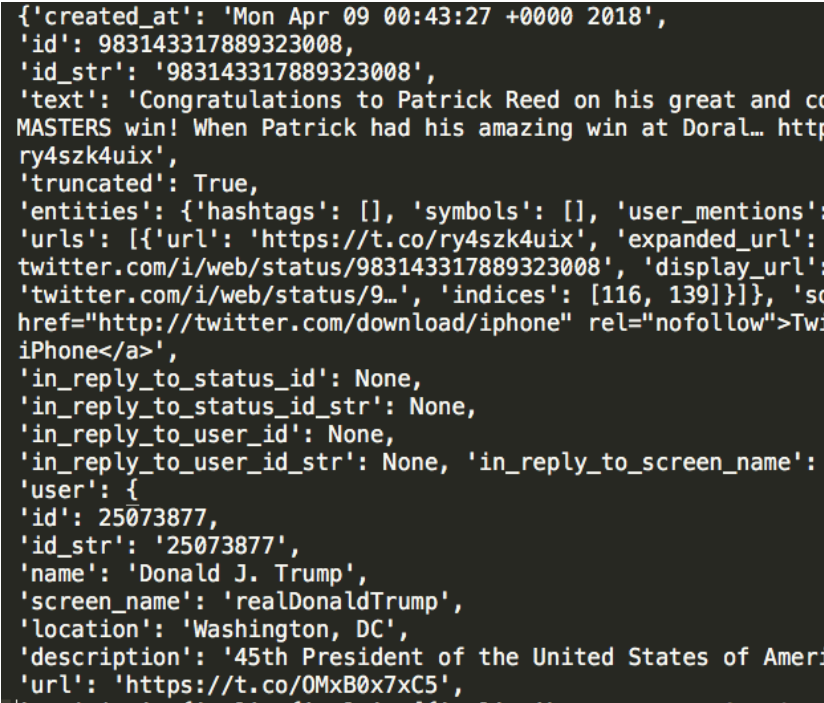 {'created_at': 'Mon Apr 09 00:43:27 +0000 2018',
'id': 983143317889323008,
'id_str': '983143317889323008',
'text': 'Congratulations to Patrick Reed on his great and co
MASTERS win! When Patrick had his amazing win at Doral… http
ry4szk4uix',
'truncated': True,
'entities': {'hashtags': [], 'symbols': [], 'user_mentions':
'urls': [{'url': 'https://t.co/ry4szk4uix', 'expanded_url':
twitter.com/i/web/status/983143317889323008', 'display_url':
'twitter.com/i/web/status/9…', 'indices': [116, 139]}]}, 'so
href="http://twitter.com/download/iphone" rel="nofollow">Twi
iPhone</a>',
'in_reply_to_status_id': None,
'in_reply_to_status_id_str': None,
'in_reply_to_user_id': None,
'in_reply_to_user_id_str': None, 'in_reply_to_screen_name':
'user': {
'id': 25073877,
'id_str': '25073877',
'name': 'Donald J. Trump',
'screen_name': 'realDonaldTrump',
'location': 'Washington, DC',
'description': '45th President of the United States of Ameri
'url': 'https://t.co/OMxB0x7xC5',